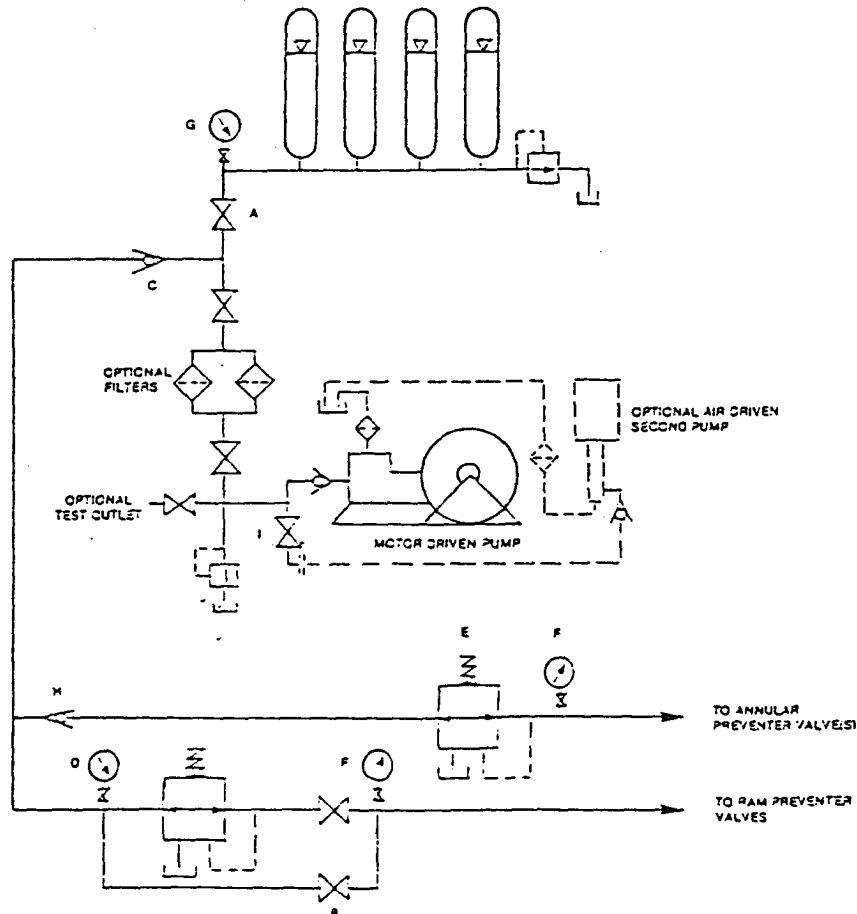 G
A
C
OPTIONAL
FILTERS
OPTIONAL AIR DRIVEN
SECOND PUMP
OPTIONAL
TEST OUTLET
I
MOTOR DRIVEN PUMP
E
F
H
TO ANNULAR
PREVENTER VALVE(S)
D
F
TO RAM PREVENTER
VALVES